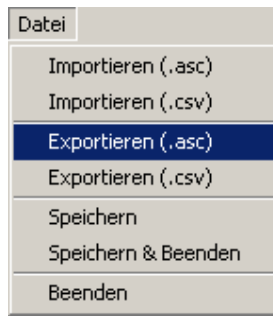 Datei
Importieren (.asc)
Importieren (.csv)
Exportieren (.asc)
Exportieren (.csv)
Speichern
Speichern & Beenden
Beenden